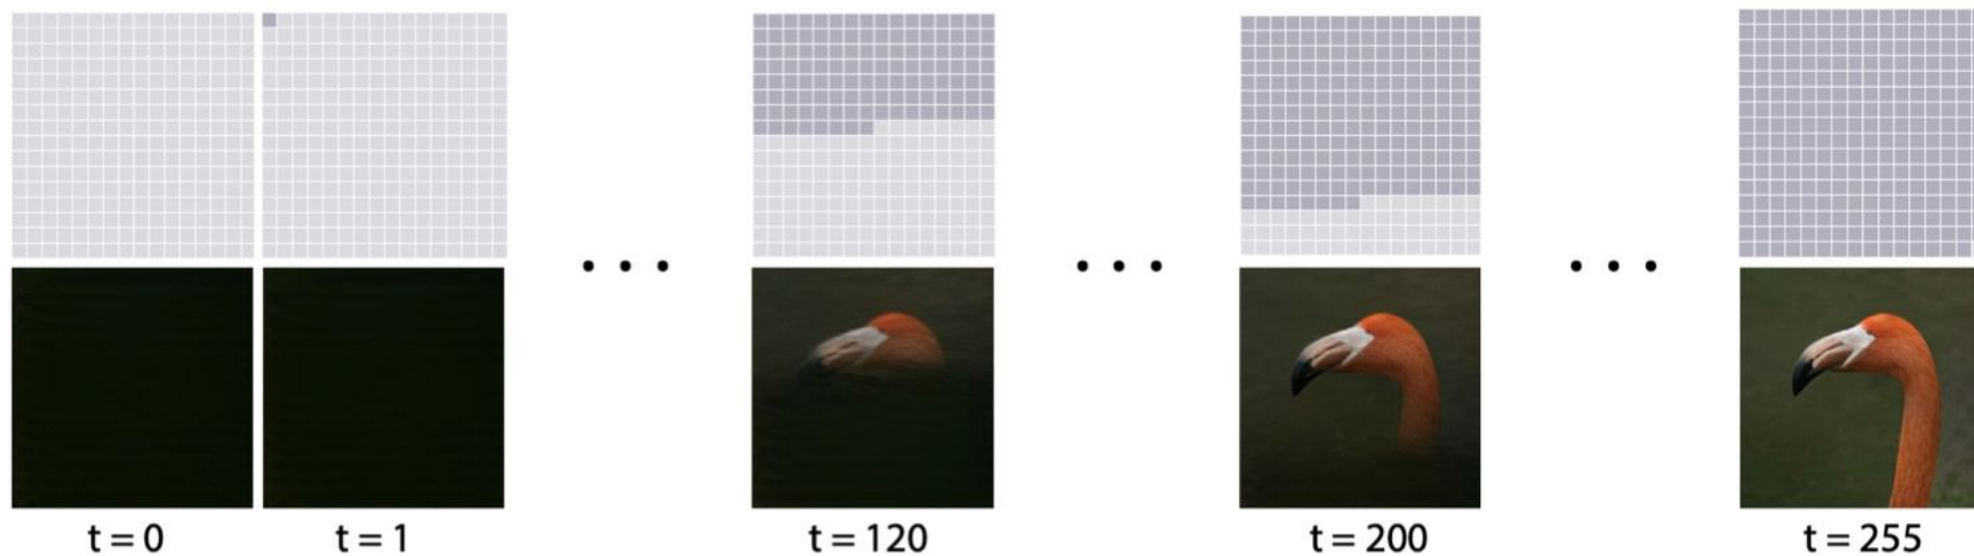 t = 0
t = 1
t = 120
t = 200
t = 255